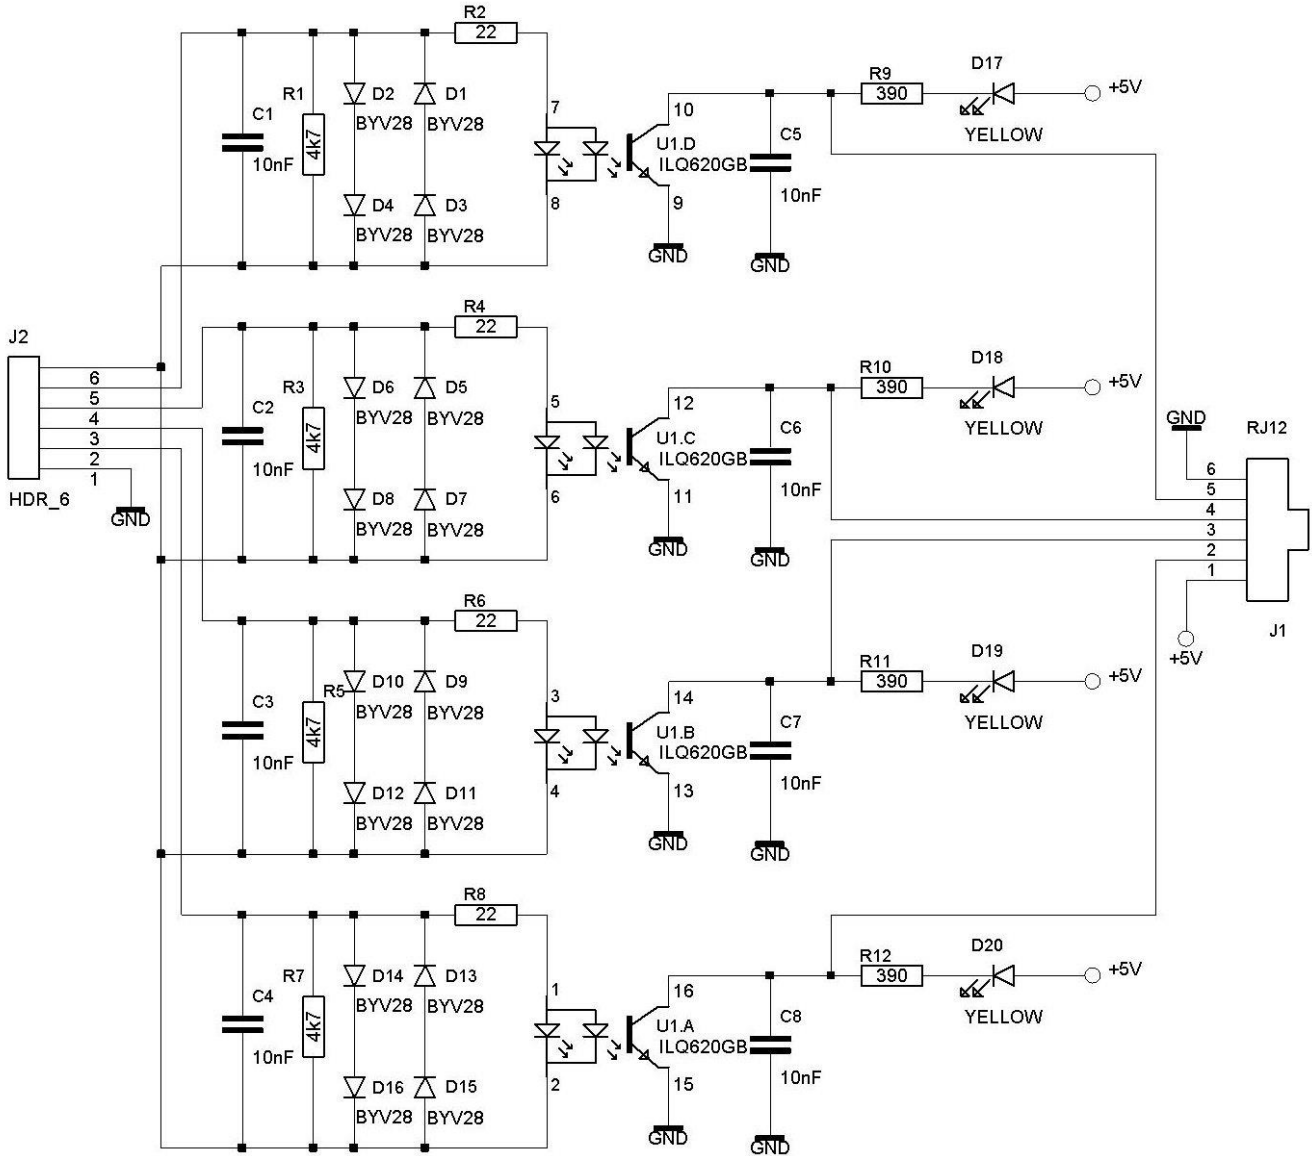 R2
22
D17
R9
390
+5V
YELLOW
C1
10nF
R1
4k7
D2
BYV28
D1
BYV28
7
10
U1.D
ILQ620GB
C5
10nF
D4
BYV28
D3
BYV28
8
9
GND
GND
R4
22
J2
6
5
4
3
2
1
HDR_6
GND
C2
10nF
R3
4k7
D6
BYV28
D5
BYV28
5
12
U1.C
ILQ620GB
C6
10nF
R10
390
D18
YELLOW
+5V
D8
BYV28
D7
BYV28
6
11
GND
GND
GND
RJ12
6
5
4
3
2
1
J1
+5V
R6
22
C3
10nF
R5
4k7
D10
BYV28
D9
BYV28
3
14
U1.B
ILQ620GB
C7
10nF
R11
390
D19
YELLOW
+5V
D12
BYV28
D11
BYV28
4
13
GND
GND
R8
22
C4
10nF
R7
4k7
D14
BYV28
D13
BYV28
1
16
U1.A
ILQ620GB
C8
10nF
R12
390
D20
YELLOW
+5V
D16
BYV28
D15
BYV28
2
15
GND
GND